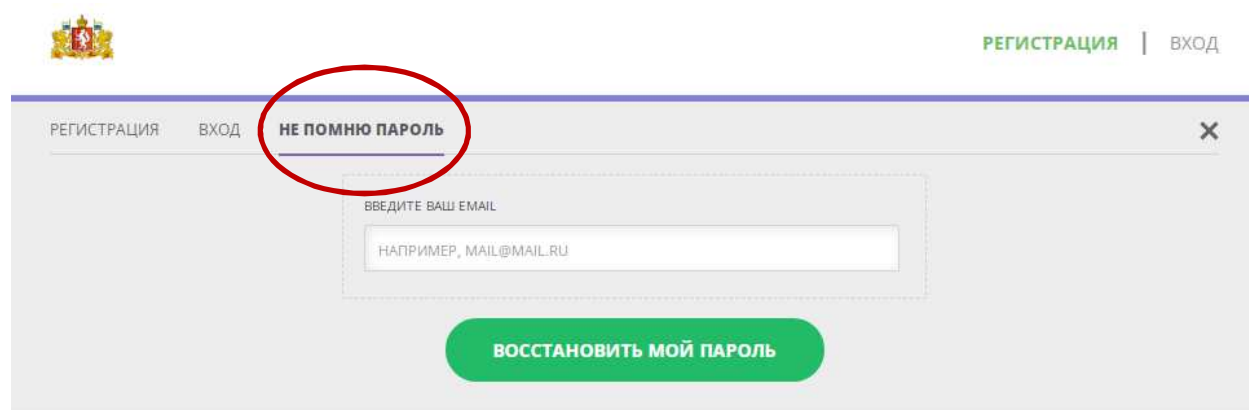 РЕГИСТРАЦИЯ | ВХОД
РЕГИСТРАЦИЯ ВХОД НЕ ПОМНЮ ПАРОЛЬ ×
ВВЕДИТЕ ВАШ EMAIL
НАПРИМЕР, MAIL@MAIL.RU
ВОССТАНОВИТЬ МОЙ ПАРОЛЬ